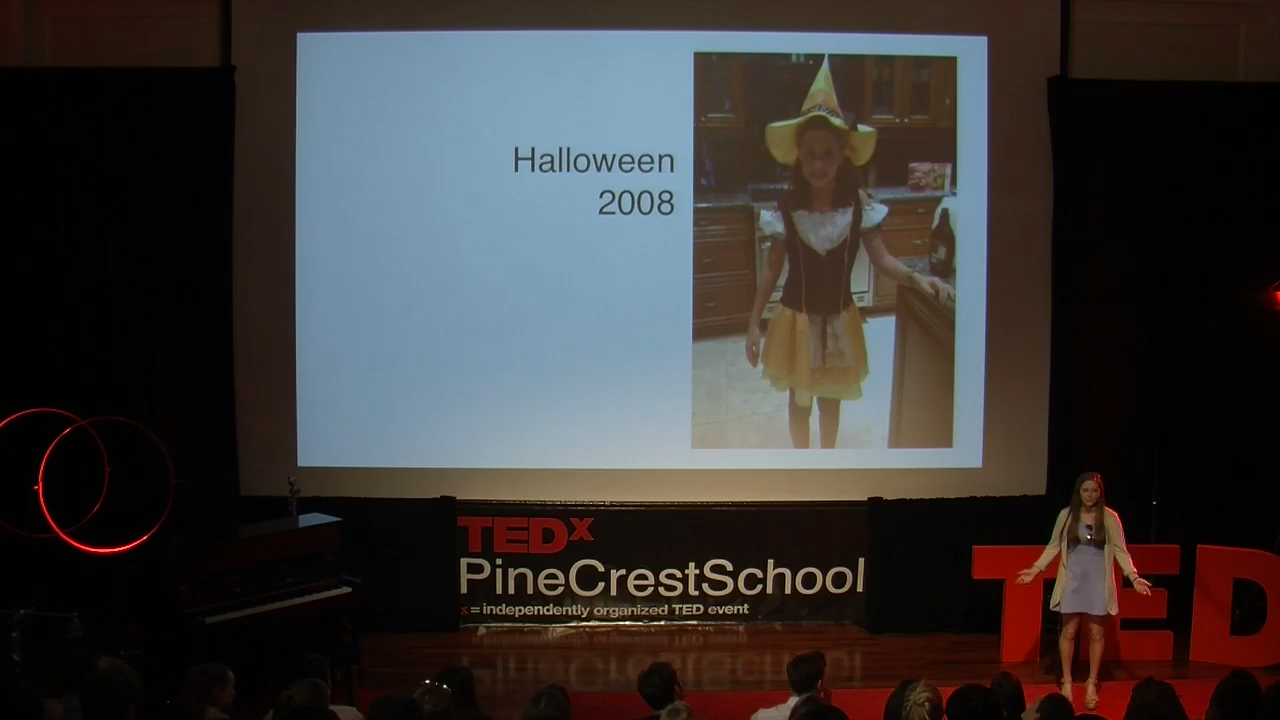 Halloween
2008
TEDx
PineCrestSchool
x = independently organized TED event
TED